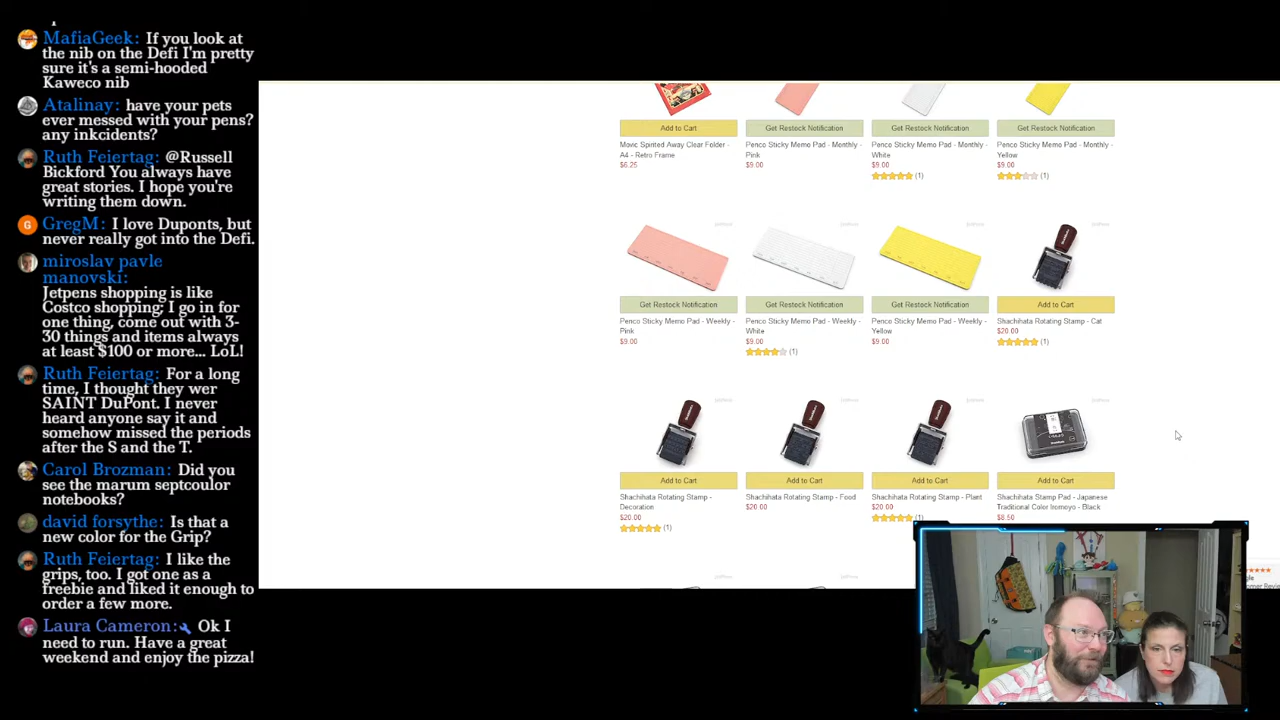 MafiaGeek: If you look at
the nib on the Defi I'm pretty
sure it's a semi-hooded
Kaweco nib
Atalinay: have your pets
ever messed with your pens?
any inkcidents?
Ruth Feiertag: @Russell
Bickford You always have
great stories. I hope you're
writing them down.
G
GregM: I love Duponts, but
never really got into the Defi.
miroslav pavle
manovski:
Jetpens shopping is like
Costco shopping; I go in for
one thing, come out with 3-
30 things and items always
at least $100 or more... LoL!
Ruth Feiertag: For a long
time, I thought they wer
SAINT DuPont. I never
heard anyone say it and
somehow missed the periods
after the S and the T.
Carol Brozman: Did you
see the marum septcoulor
notebooks?
david forsythe: Is that a
new color for the Grip?
Ruth Feiertag: I like the
grips, too. I got one as a
freebie and liked it enough to
order a few more.
Laura Cameron: Ok I
need to run. Have a great
weekend and enjoy the pizza!
Add to Cart Get Restock Notification Get Restock Notification Get Restock Notification
Movic Spirited Away Clear Folder - Penco Sticky Memo Pad - Monthly - Penco Sticky Memo Pad - Monthly - Penco Sticky Memo Pad - Monthly -
A4 - Retro Frame Pink White Yellow
$6.25 $9.00 $9.00 $9.00
(1) (1)
Get Restock Notification Get Restock Notification Get Restock Notification Add to Cart
Penco Sticky Memo Pad - Weekly - Penco Sticky Memo Pad - Weekly - Penco Sticky Memo Pad - Weekly - Shachihata Rotating Stamp - Cat
Pink White Yellow $20.00
$9.00 $9.00 $9.00 (1)
(1)
Add to Cart Add to Cart Add to Cart Add to Cart
Shachihata Rotating Stamp - Shachihata Rotating Stamp - Food Shachihata Rotating Stamp - Plant Shachihata Stamp Pad - Japanese
Decoration $20.00 $20.00 Traditional Color Iromoyo - Black
$20.00 (1) $8.50
(1)